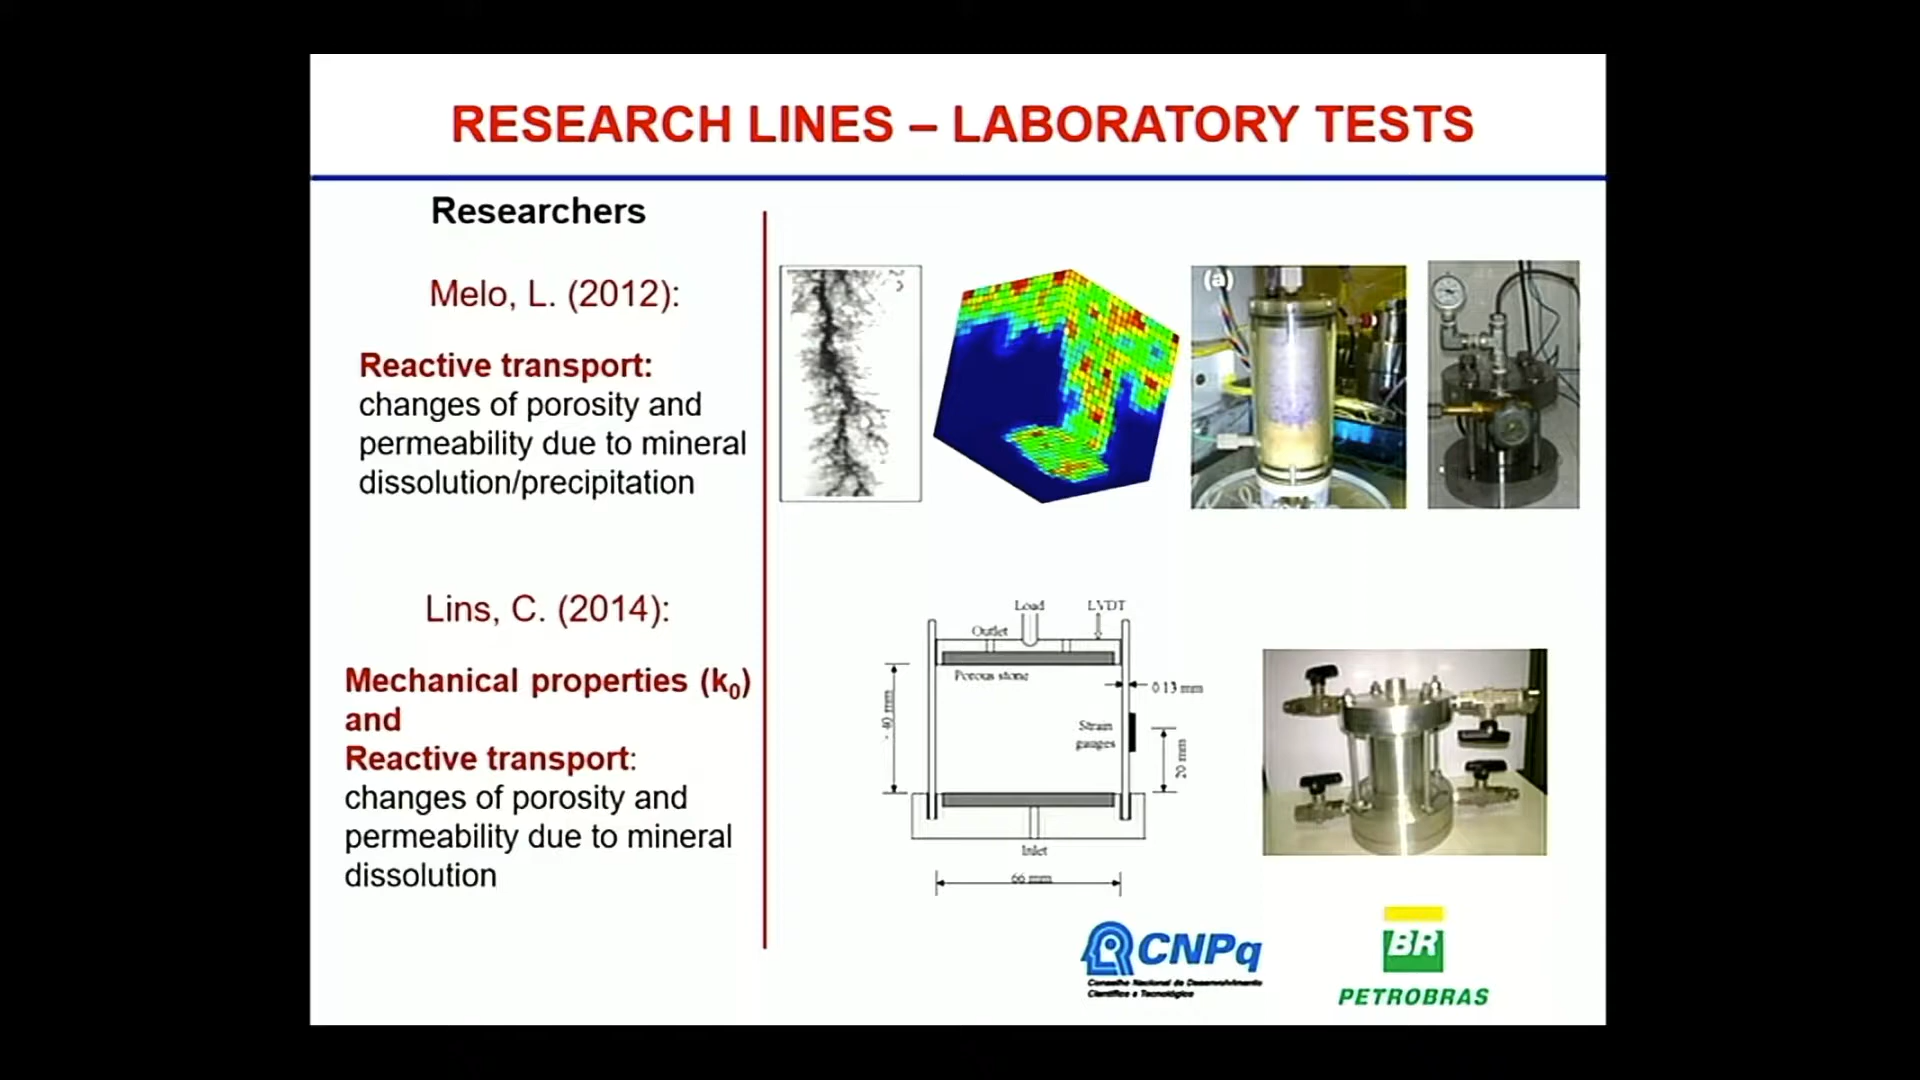 RESEARCH LINES – LABORATORY TESTS
Researchers
Melo, L. (2012):
Reactive transport:
changes of porosity and
permeability due to mineral
dissolution/precipitation
(a)
Lins, C. (2014):
Mechanical properties (k₀)
and
Reactive transport:
changes of porosity and
permeability due to mineral
dissolution
Load
LVDT
Outlet
Porous stone
0.13 mm
40 mm
Strain
gauges
20 mm
Inlet
66 mm
CNPq
Conselho Nacional de Desenvolvimento
Científico e Tecnológico
BR
PETROBRAS